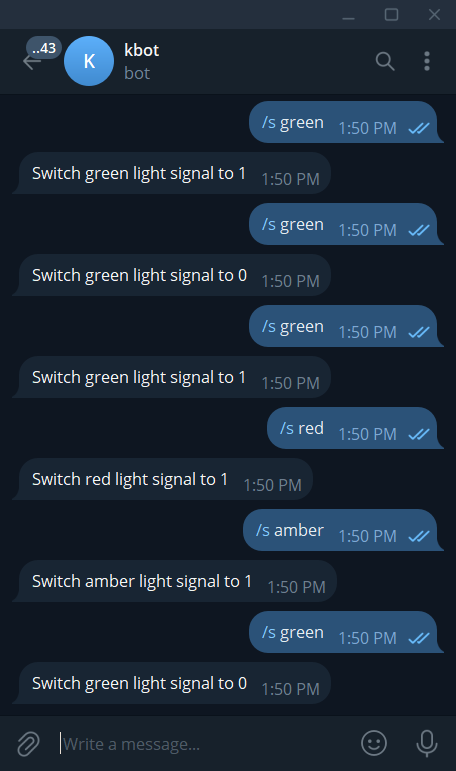 ..43
K
kbot
bot
/s green 1:50 PM
Switch green light signal to 1 1:50 PM
/s green 1:50 PM
Switch green light signal to 0 1:50 PM
/s green 1:50 PM
Switch green light signal to 1 1:50 PM
/s red 1:50 PM
Switch red light signal to 1 1:50 PM
/s amber 1:50 PM
Switch amber light signal to 1 1:50 PM
/s green 1:50 PM
Switch green light signal to 0 1:50 PM
Write a message...